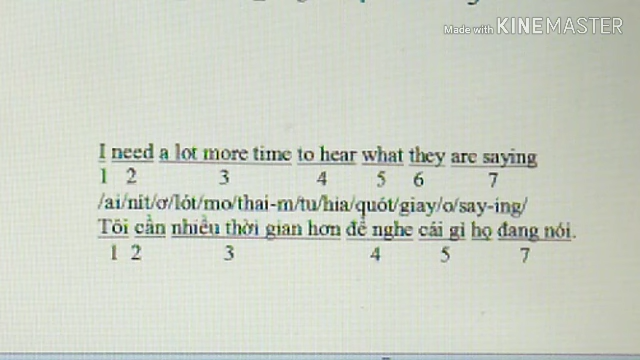 Made with KINEMASTER
I need a lot more time to hear what they are saying
1 2 3 4 5 6 7
/ai/nit/ơ/lót/mo/thai-m/tu/hia/quót/giay/o/say-ing/
Tôi cần nhiều thời gian hơn để nghe cái gì họ đang nói.
1 2 3 4 5 7